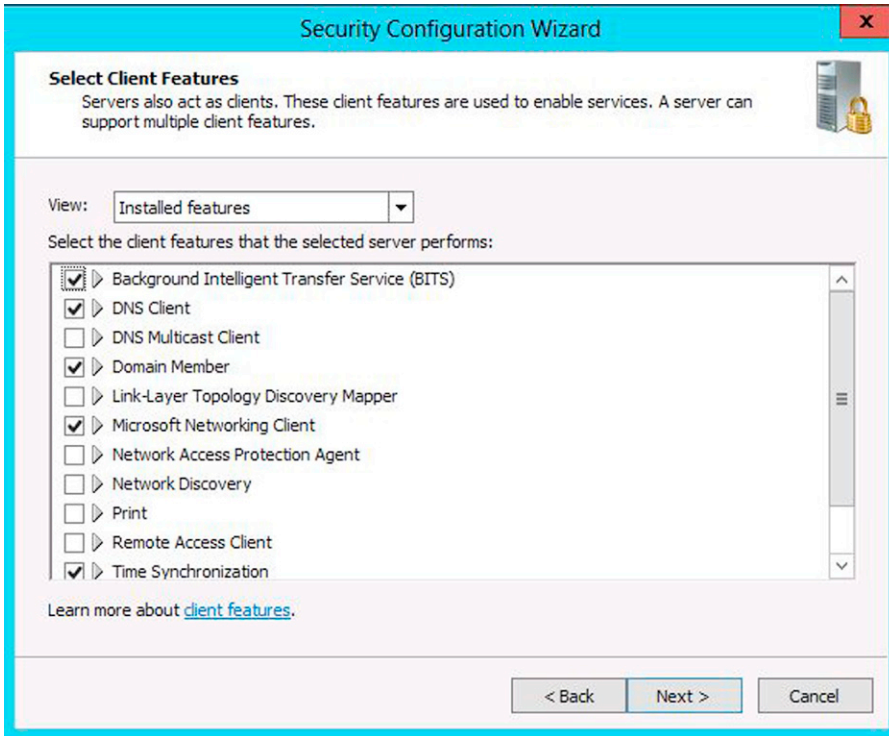 Security Configuration Wizard
x
Select Client Features
Servers also act as clients. These client features are used to enable services. A server can
support multiple client features.
View: Installed features
Select the client features that the selected server performs:
Background Intelligent Transfer Service (BITS)
DNS Client
DNS Multicast Client
Domain Member
Link-Layer Topology Discovery Mapper
Microsoft Networking Client
Network Access Protection Agent
Network Discovery
Print
Remote Access Client
Time Synchronization
Learn more about client features.
< Back Next > Cancel